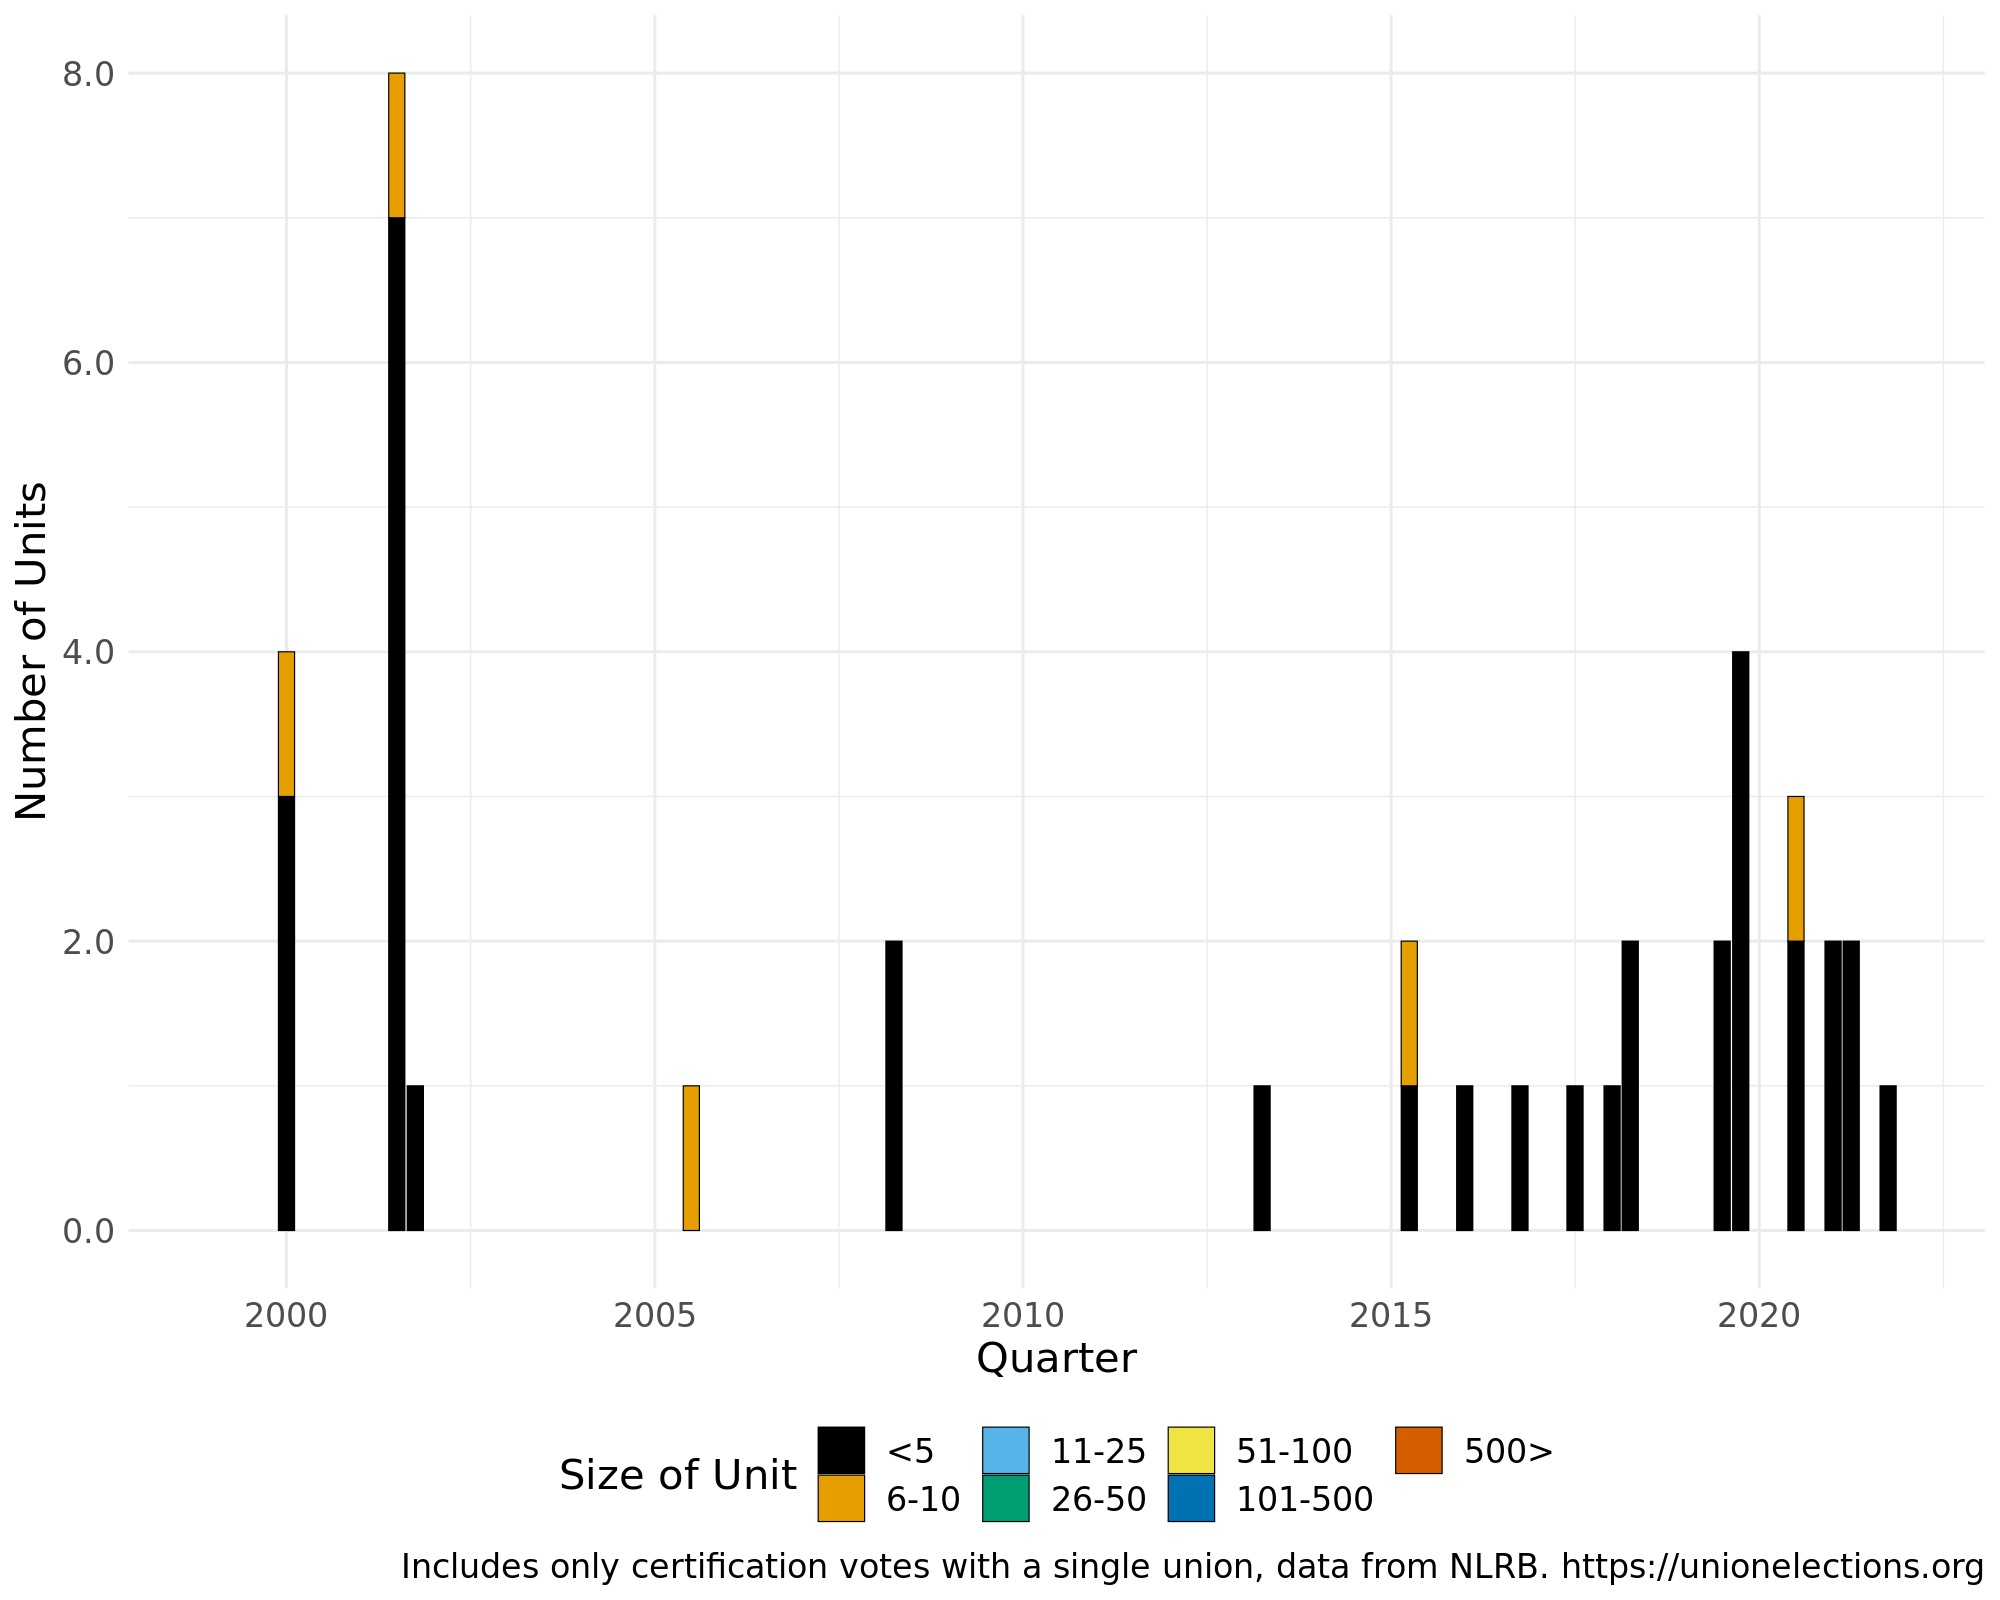 8.0
6.0
4.0
2.0
0.0
Number of Units
2000 2005 2010 2015 2020
Quarter
Size of Unit
<5 11-25 51-100 500>
6-10 26-50 101-500
Includes only certification votes with a single union, data from NLRB. https://unionelections.org